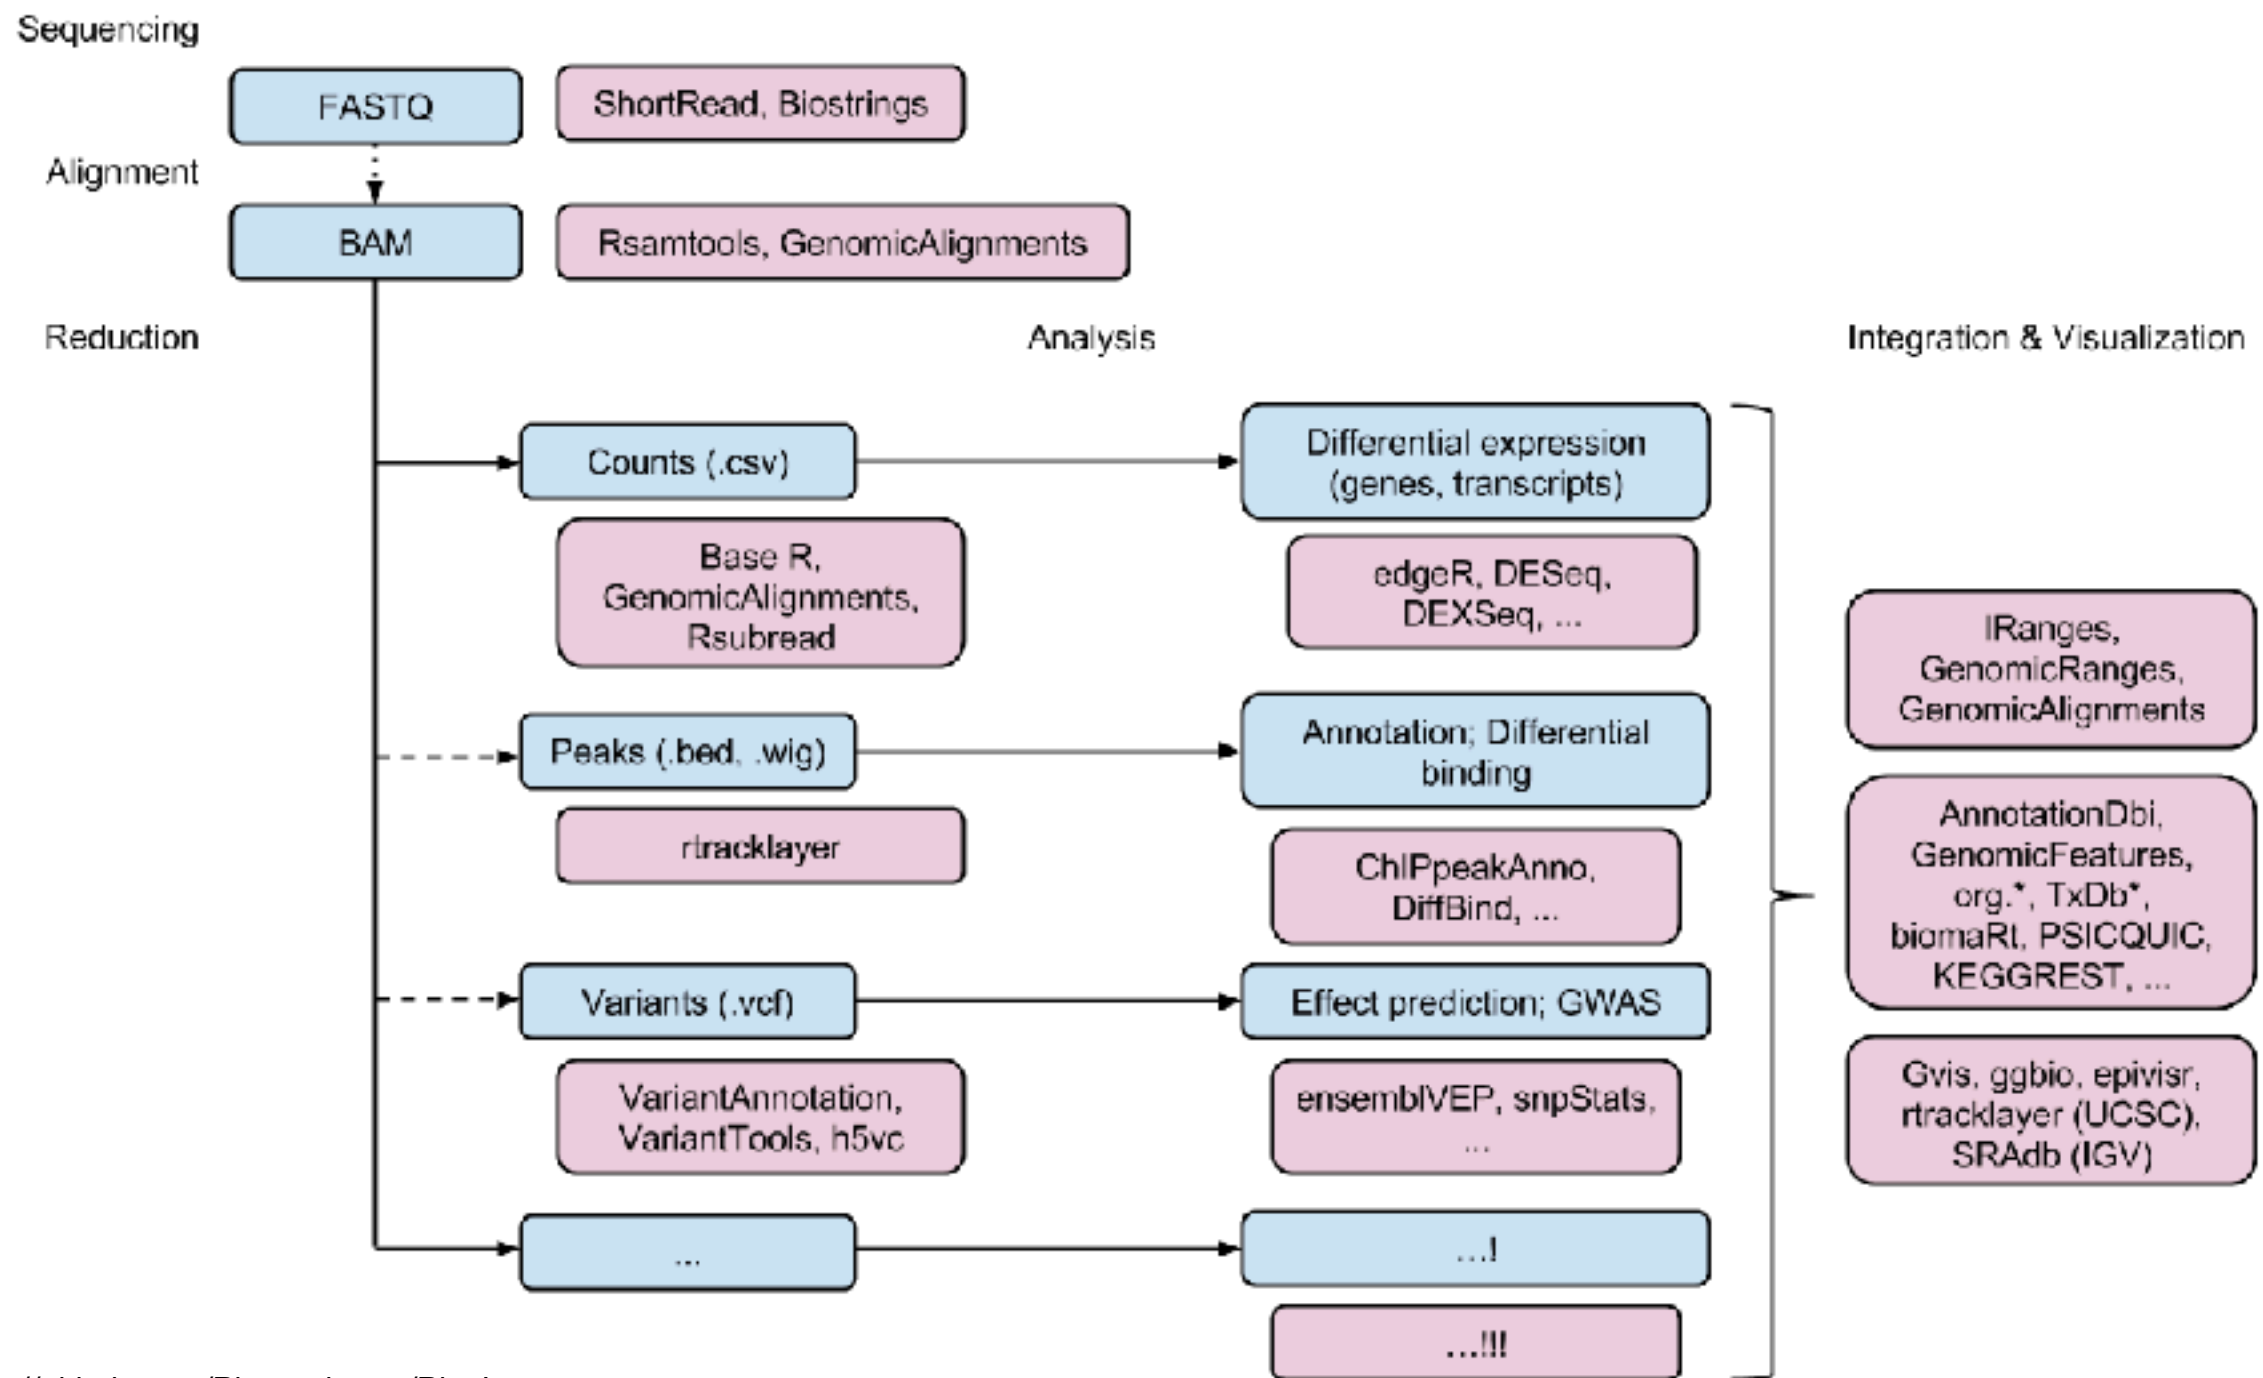 Sequencing
FASTQ
ShortRead, Biostrings
Alignment
BAM
Rsamtools, GenomicAlignments
Reduction
Analysis
Integration & Visualization
Counts (.csv)
Differential expression
(genes, transcripts)
Base R,
GenomicAlignments,
Rsubread
edgeR, DESeq,
DEXSeq, ...
Peaks (.bed, .wig)
Annotation; Differential
binding
rtracklayer
ChIPpeakAnno,
DiffBind, ...
Variants (.vcf)
Effect prediction; GWAS
VariantAnnotation,
VariantTools, h5vc
ensemblVEP, snpStats,
...
...
...!
...!!!
IRanges,
GenomicRanges,
GenomicAlignments
AnnotationDbi,
GenomicFeatures,
org.*, TxDb*,
biomaRt, PSICQUIC,
KEGGREST, ...
Gvis, ggbio, epivisr,
rtracklayer (UCSC),
SRAdb (IGV)